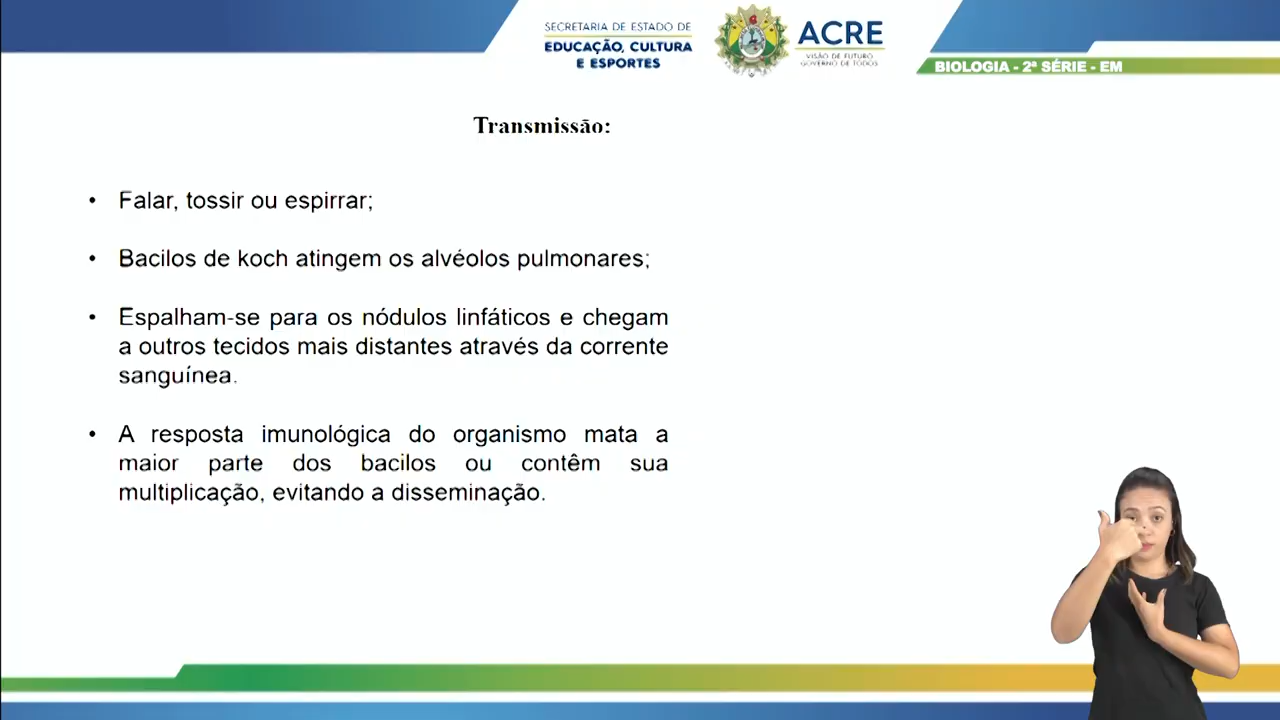 SECRETARIA DE ESTADO DE
EDUCAÇÃO, CULTURA
E ESPORTES
ACRE
VISÃO DE FUTURO
GOVERNO DE TODOS
BIOLOGIA - 2ª SÉRIE - EM
Transmissão:
• Falar, tossir ou espirrar;
• Bacilos de koch atingem os alvéolos pulmonares;
• Espalham-se para os nódulos linfáticos e chegam
a outros tecidos mais distantes através da corrente
sanguínea.
• A resposta imunológica do organismo mata a
maior parte dos bacilos ou contêm sua
multiplicação, evitando a disseminação.